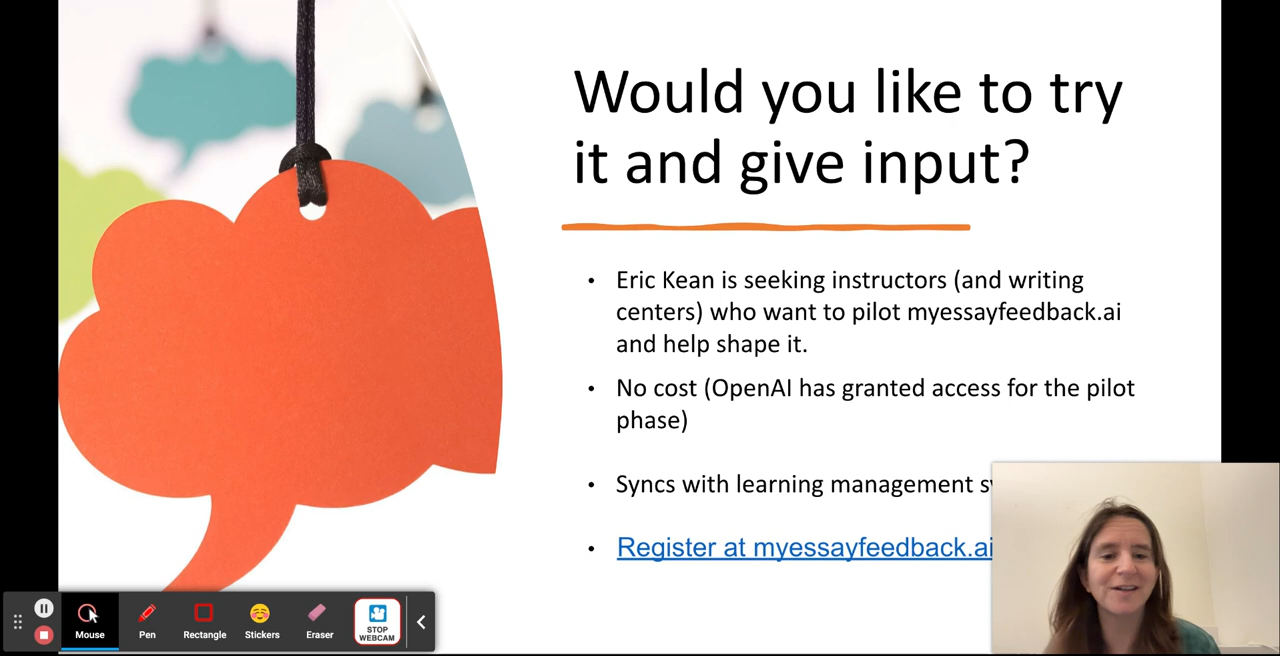 Would you like to try
it and give input?
• Eric Kean is seeking instructors (and writing
centers) who want to pilot myessayfeedback.ai
and help shape it.
• No cost (OpenAI has granted access for the pilot
phase)
• Syncs with learning management
• Register at myessayfeedback.ai
Mouse
Pen
Rectangle
Stickers
Eraser
STOP
WEBCAM